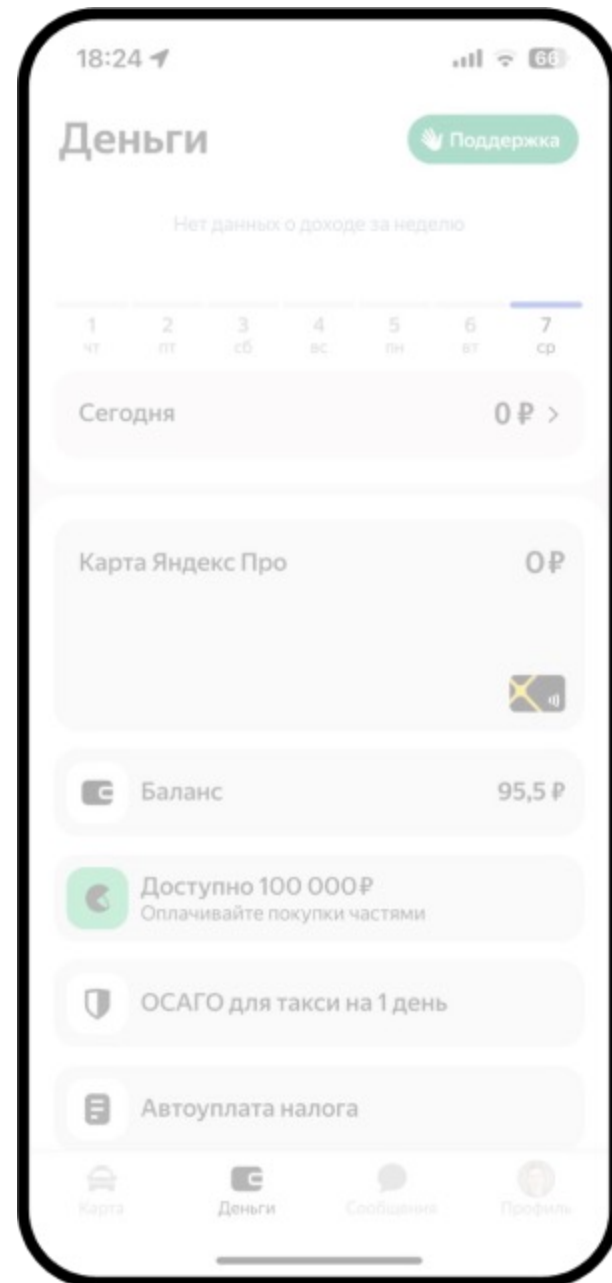 18:24
66
Деньги
Поддержка
Нет данных о доходе за неделю
1 2 3 4 5 6 7
чт пт сб вс пн вт ср
Сегодня 0 ₽ >
Карта Яндекс Про 0 ₽
Баланс 95,5 ₽
Доступно 100 000 ₽
Оплачивайте покупки частями
ОСАГО для такси на 1 день
Автоуплата налога
Карта Деньги Сообщения Профиль